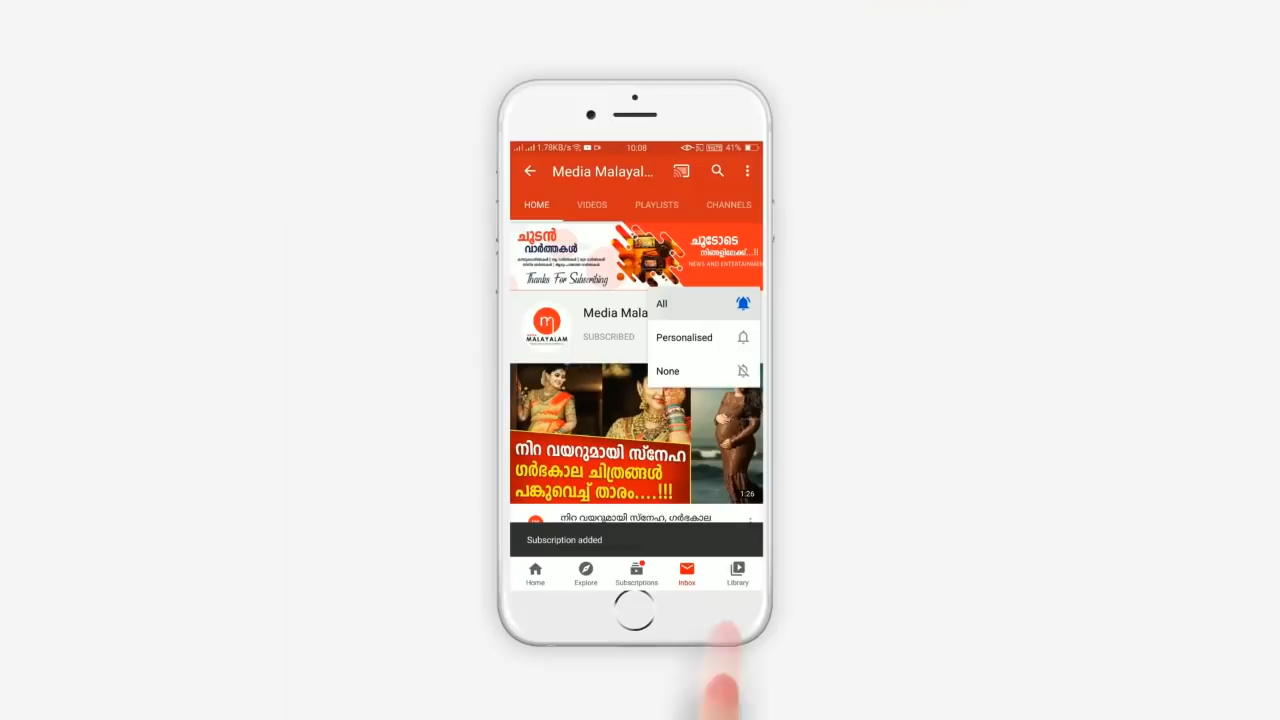 1.78KB/s
10:08
41%
Media Malayal...
HOME VIDEOS PLAYLISTS CHANNELS
ചൂടൻ
വാർത്തകൾ
Thanks For Subscribing
ചൂടോടെ
നിങ്ങളിലേക്ക്...!!
NEWS AND ENTERTAINMEN
Media Mala
SUBSCRIBED
MALAYALAM
All
Personalised
None
നിറ വയറുമായി സ്നേഹ
ഗർഭകാല ചിത്രങ്ങൾ
പങ്കുവെച്ച് താരം....!!!
1:26
നിറ വയറുമായി സ്നേഹ, ഗർഭകാല
Subscription added
Home Explore Subscriptions Inbox Library